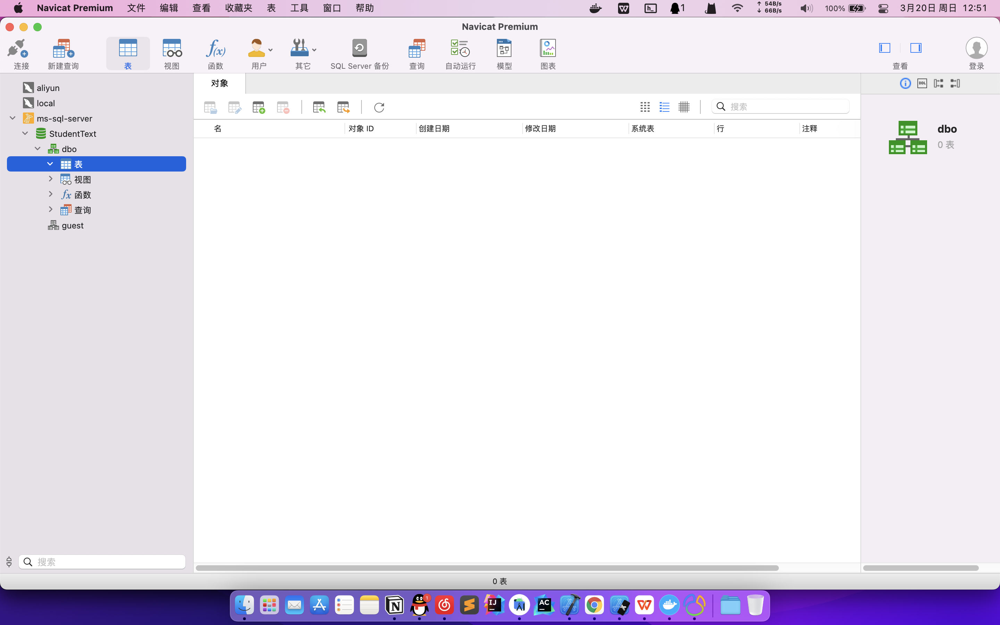 Navicat Premium 文件 编辑 查看 收藏夹 表 工具 窗口 帮助
1 ↑ 54B/s ↓ 66B/s 100% 3月20日 周日 12:51
Navicat Premium
连接 新建查询 表 视图 函数 用户 其它 SQL Server 备份 查询 自动运行 模型 图表 查看 登录
aliyun
local
ms-sql-server
StudentText
dbo
表
视图
函数
查询
guest
搜索
对象
搜索
名 对象 ID 创建日期 修改日期 系统表 行 注释
DDL
dbo
0 表
0 表
1
IJ
AC